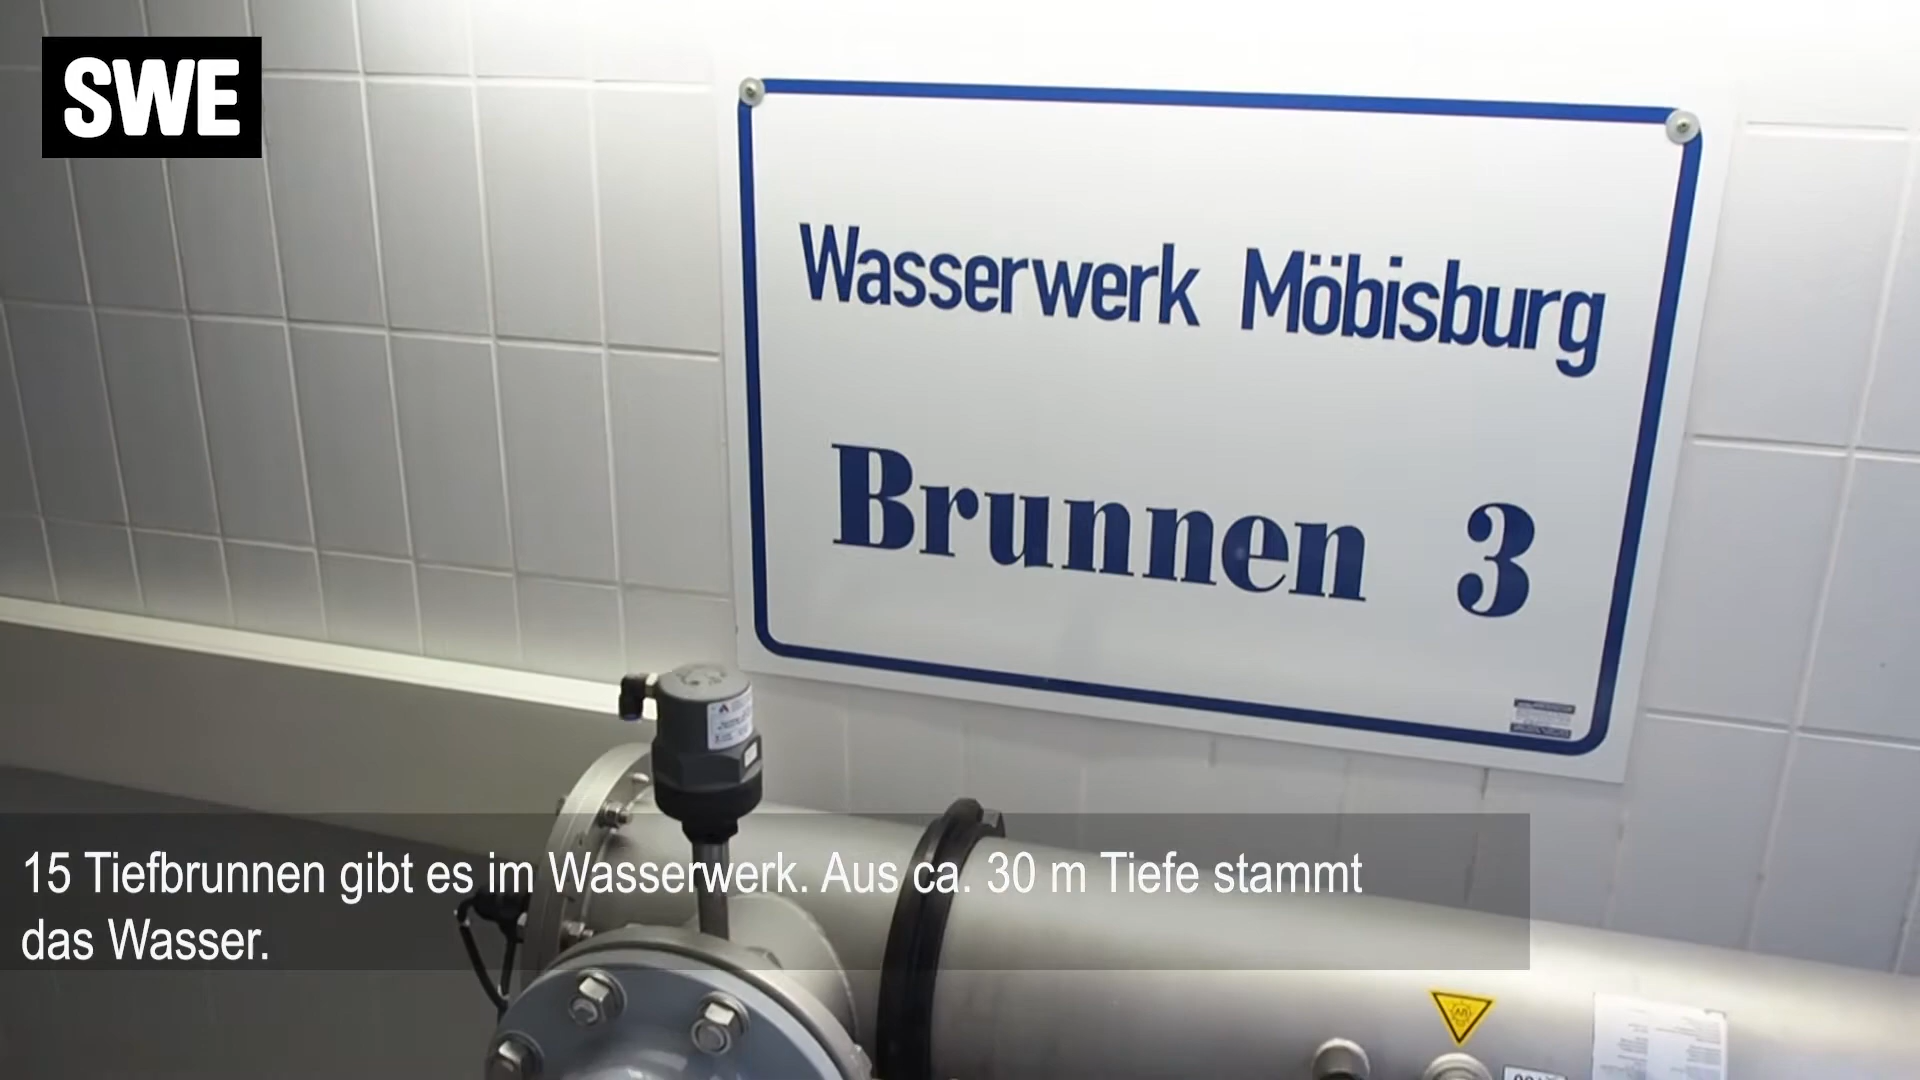 SWE
Wasserwerk Möbisburg
Brunnen 3
15 Tiefbrunnen gibt es im Wasserwerk. Aus ca. 30 m Tiefe stammt
das Wasser.